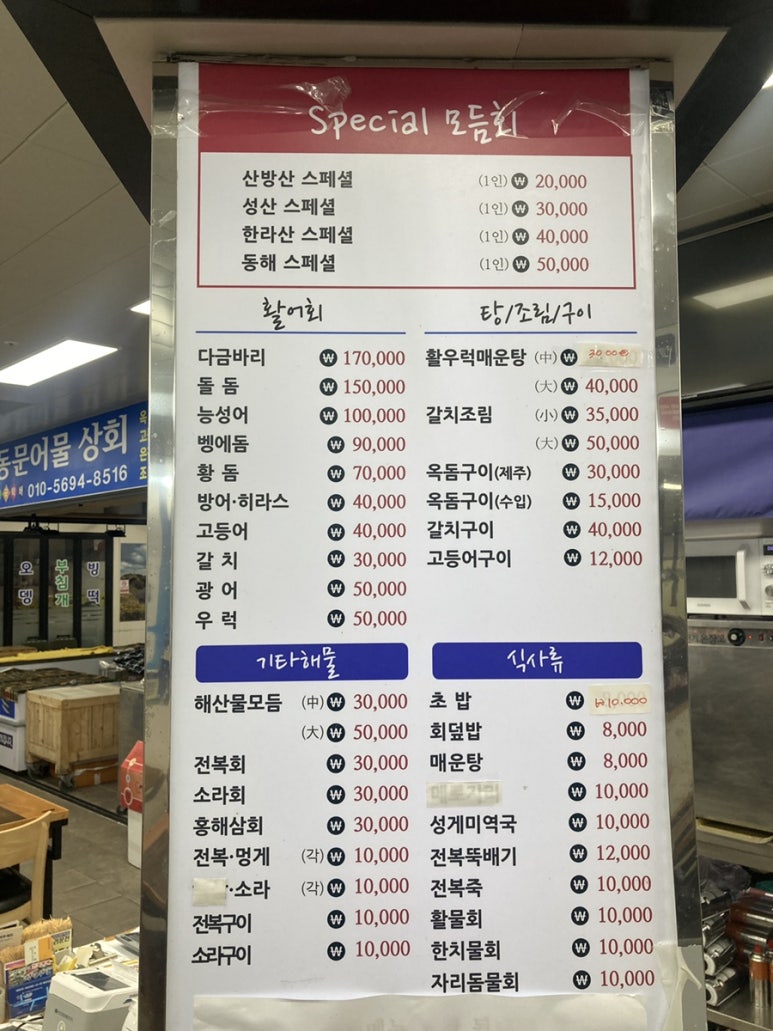 Special 모듬회
산방산 스페셜 (1인) ₩ 20,000
성산 스페셜 (1인) ₩ 30,000
한라산 스페셜 (1인) ₩ 40,000
동해 스페셜 (1인) ₩ 50,000
활어회
다금바리 ₩ 170,000
돌 돔 ₩ 150,000
능성어 ₩ 100,000
벵에돔 ₩ 90,000
황 돔 ₩ 70,000
방어·히라스 ₩ 40,000
고등어 ₩ 40,000
갈 치 ₩ 30,000
광 어 ₩ 50,000
우 럭 ₩ 50,000
탕/조림/구이
활우럭매운탕 (中) ₩
(大) ₩ 40,000
갈치조림 (小) ₩ 35,000
(大) ₩ 50,000
옥돔구이(제주) ₩ 30,000
옥돔구이(수입) ₩ 15,000
갈치구이 ₩ 40,000
고등어구이 ₩ 12,000
기타해물
해산물모듬 (中) ₩ 30,000
(大) ₩ 50,000
전복회 ₩ 30,000
소라회 ₩ 30,000
홍해삼회 ₩ 30,000
전복·멍게 (각) ₩ 10,000
·소라 (각) ₩ 10,000
전복구이 ₩ 10,000
소라구이 ₩ 10,000
식사류
초 밥 ₩ ₩10,000
회덮밥 ₩ 8,000
매운탕 ₩ 8,000
₩ 10,000
성게미역국 ₩ 10,000
전복뚝배기 ₩ 12,000
전복죽 ₩ 10,000
활물회 ₩ 10,000
한치물회 ₩ 10,000
자리돔물회 ₩ 10,000
동문어물 상회
010-5694-8516
오뎅
부침개
빙떡